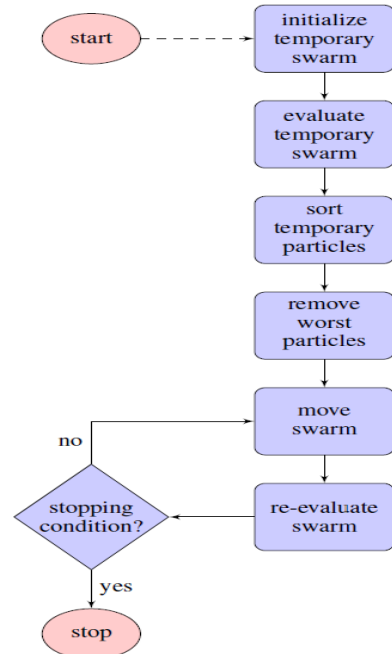 start
initialize
temporary
swarm
evaluate
temporary
swarm
sort
temporary
particles
remove
worst
particles
move
swarm
no
re-evaluate
swarm
stopping
condition?
yes
stop